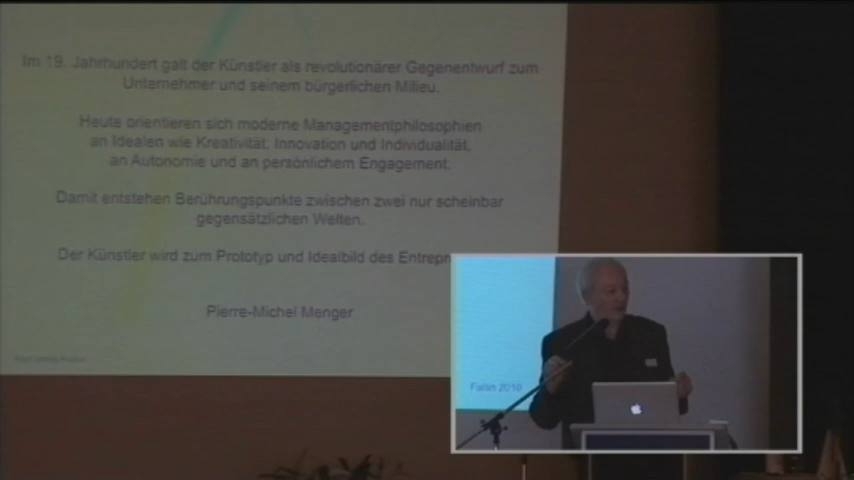 Im 19. Jahrhundert galt der Künstler als revolutionärer Gegenentwurf zum
Unternehmer und seinem bürgerlichen Milieu.
Heute orientieren sich moderne Managementphilosophien
an Idealen wie Kreativität, Innovation und Individualität,
an Autonomie und an persönlichem Engagement.
Damit entstehen Berührungspunkte zwischen zwei nur scheinbar
gegensätzlichen Welten.
Der Künstler wird zum Prototyp und Idealbild des Entrepr
Pierre-Michel Menger
2010